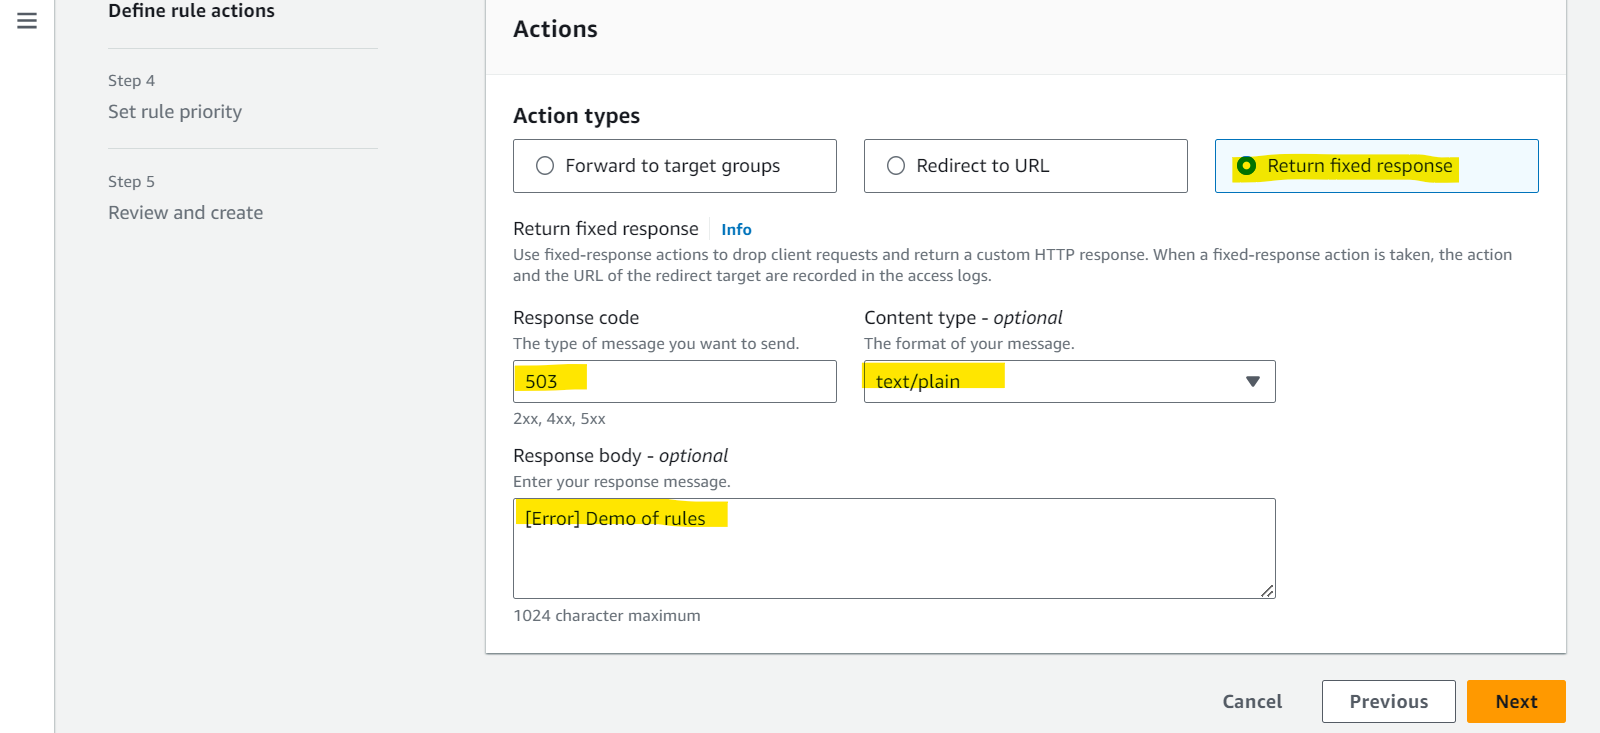 Define rule actions
Step 4
Set rule priority
Step 5
Review and create
Actions
Action types
Forward to target groups
Redirect to URL
Return fixed response
Return fixed response Info
Use fixed-response actions to drop client requests and return a custom HTTP response. When a fixed-response action is taken, the action
and the URL of the redirect target are recorded in the access logs.
Response code
The type of message you want to send.
503
2xx, 4xx, 5xx
Content type - optional
The format of your message.
text/plain
Response body - optional
Enter your response message.
[Error] Demo of rules
1024 character maximum
Cancel
Previous
Next